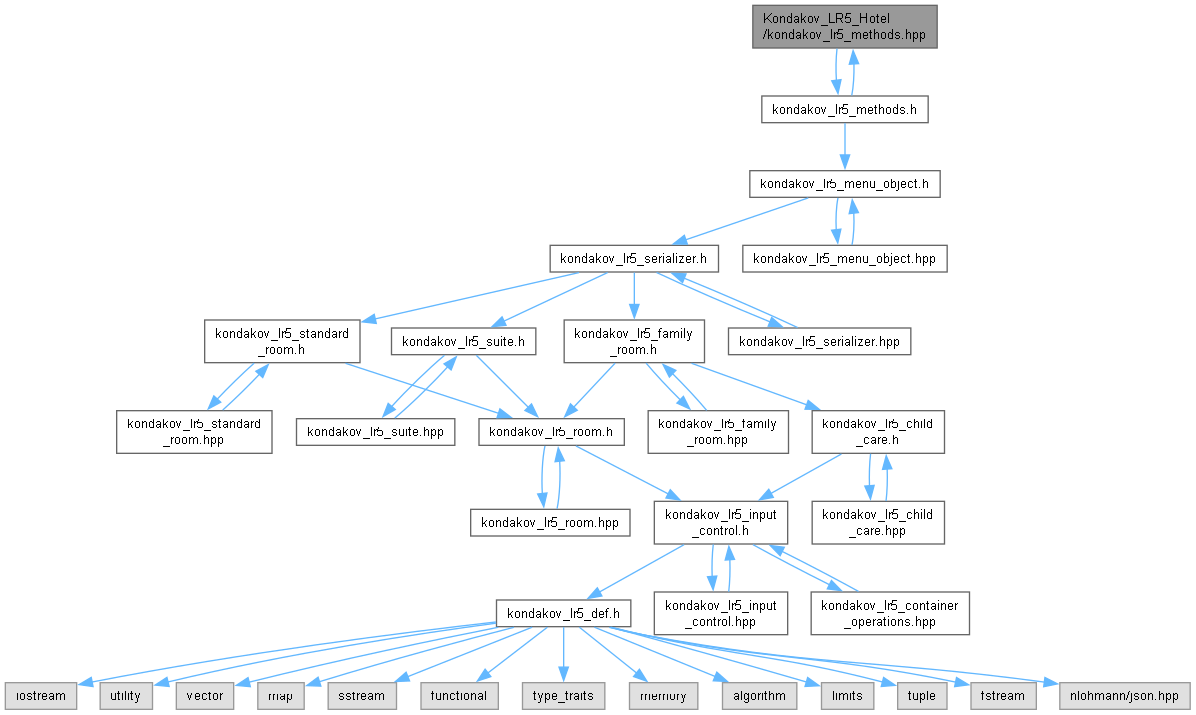 Kondakov_LR5_Hotel
/kondakov_lr5_methods.hpp
kondakov_lr5_methods.h
kondakov_lr5_menu_object.h
kondakov_lr5_serializer.h
kondakov_lr5_menu_object.hpp
kondakov_lr5_standard
_room.h
kondakov_lr5_suite.h
kondakov_lr5_family
_room.h
kondakov_lr5_serializer.hpp
kondakov_lr5_standard
_room.hpp
kondakov_lr5_suite.hpp
kondakov_lr5_room.h
kondakov_lr5_family
_room.hpp
kondakov_lr5_child
_care.h
kondakov_lr5_room.hpp
kondakov_lr5_input
_control.h
kondakov_lr5_child
_care.hpp
kondakov_lr5_def.h
kondakov_lr5_input
_control.hpp
kondakov_lr5_container
_operations.hpp
iostream
utility
vector
map
sstream
functional
type_traits
memory
algorithm
limits
tuple
fstream
nlohmann/json.hpp